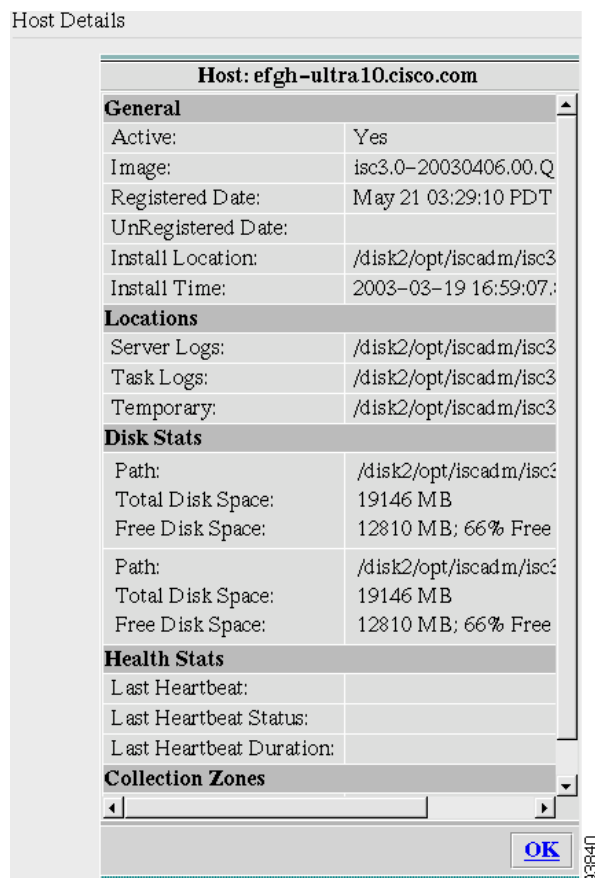 Host Details
Host: efgh-ultra10.cisco.com
General
Active: Yes
Image: isc3.0-20030406.00.Q
Registered Date: May 21 03:29:10 PDT
UnRegistered Date:
Install Location: /disk2/opt/iscadm/isc3
Install Time: 2003-03-19 16:59:07.
Locations
Server Logs: /disk2/opt/iscadm/isc3
Task Logs: /disk2/opt/iscadm/isc3
Temporary: /disk2/opt/iscadm/isc3
Disk Stats
Path: /disk2/opt/iscadm/isc3
Total Disk Space: 19146 MB
Free Disk Space: 12810 MB; 66% Free
Path: /disk2/opt/iscadm/isc3
Total Disk Space: 19146 MB
Free Disk Space: 12810 MB; 66% Free
Health Stats
Last Heartbeat:
Last Heartbeat Status:
Last Heartbeat Duration:
Collection Zones
OK
93840